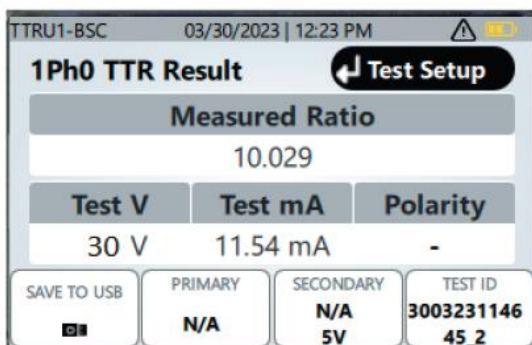 TTRU1-BSC 03/30/2023 | 12:23 PM
1Ph0 TTR Result Test Setup
Measured Ratio
10.029
Test V Test mA Polarity
30 V 11.54 mA -
SAVE TO USB PRIMARY SECONDARY TEST ID
N/A N/A 3003231146
5V 45_2